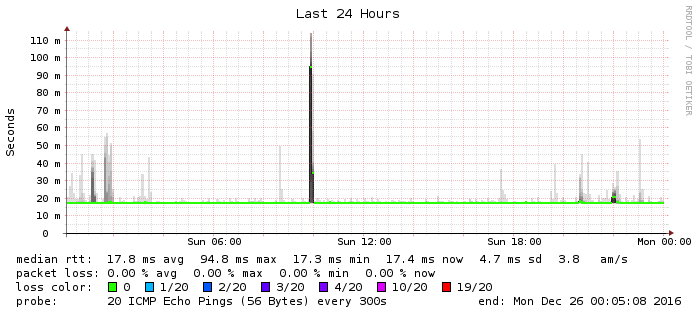 Last 24 Hours
RRDTOOL / TOBI OETIKER
Seconds
110 m
100 m
90 m
80 m
70 m
60 m
50 m
40 m
30 m
20 m
10 m
0
Sun 06:00 Sun 12:00 Sun 18:00 Mon 00:00
median rtt: 17.8 ms avg 94.8 ms max 17.3 ms min 17.4 ms now 4.7 ms sd 3.8 am/s
packet loss: 0.00 % avg 0.00 % max 0.00 % min 0.00 % now
loss color: 0 1/20 2/20 3/20 4/20 10/20 19/20
probe: 20 ICMP Echo Pings (56 Bytes) every 300s end: Mon Dec 26 00:05:08 2016